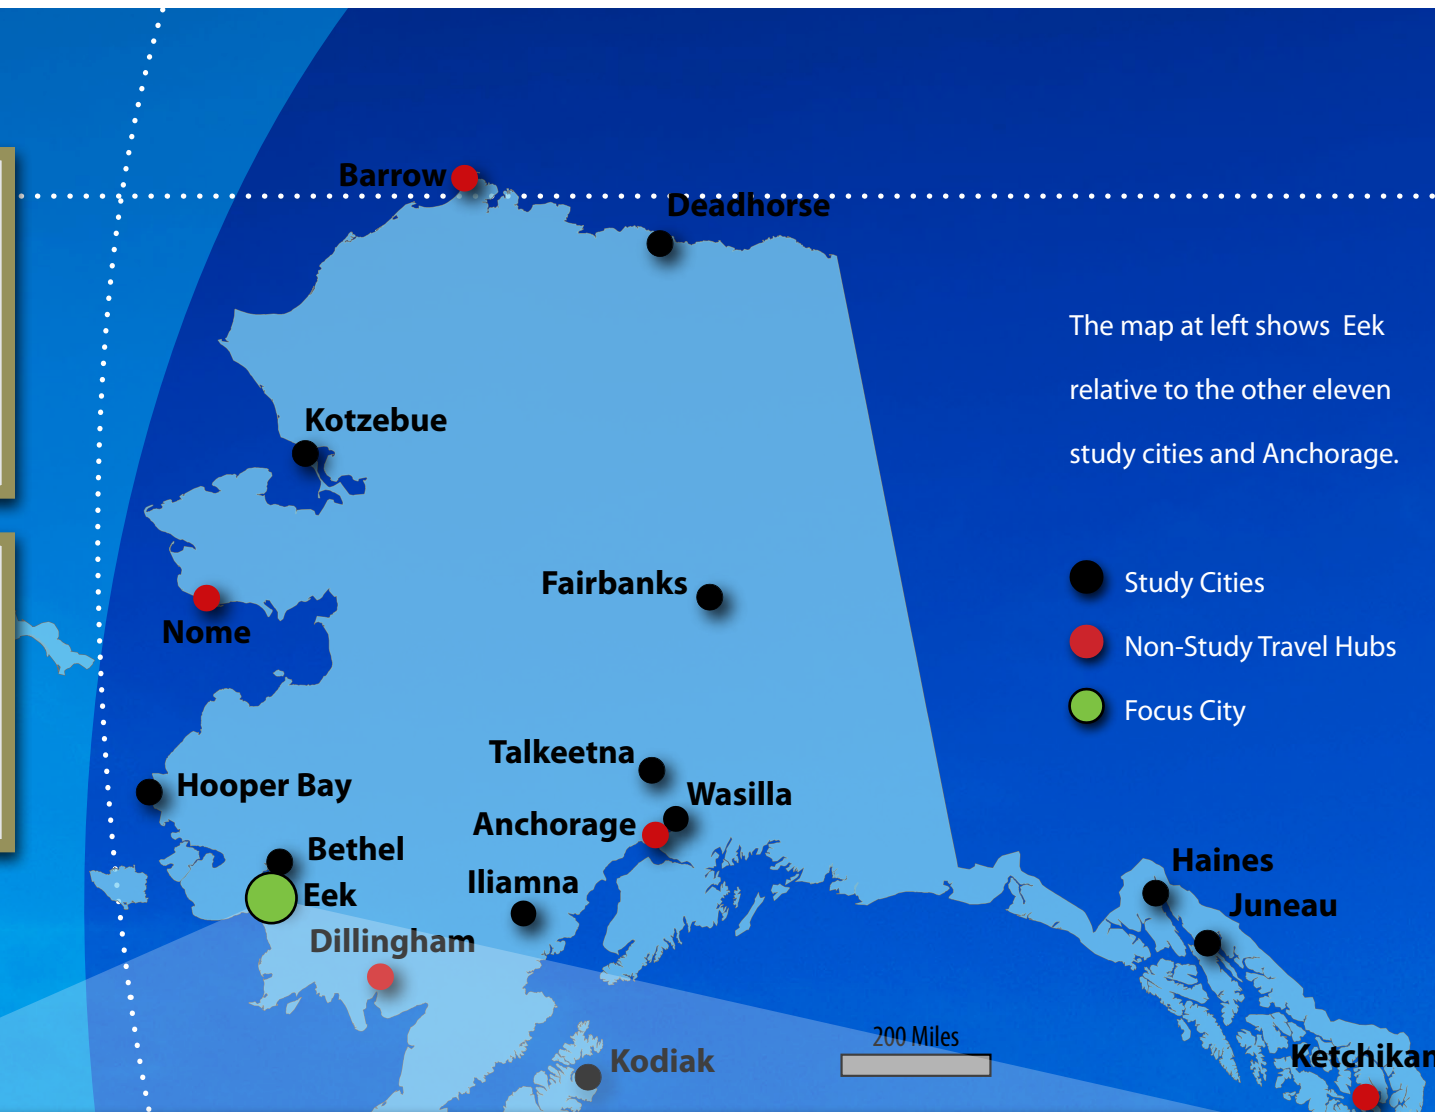 Barrow
Deadhorse
The map at left shows Eek
relative to the other eleven
study cities and Anchorage.
Kotzebue
Study Cities
Fairbanks
Nome
Non-Study Travel Hubs
Focus City
Talkeetna
Hooper Bay
Wasilla
Anchorage
Bethel
Haines
Iliamna
Eek
Juneau
Dillingham
200 Miles
Kodiak
Ketchikan